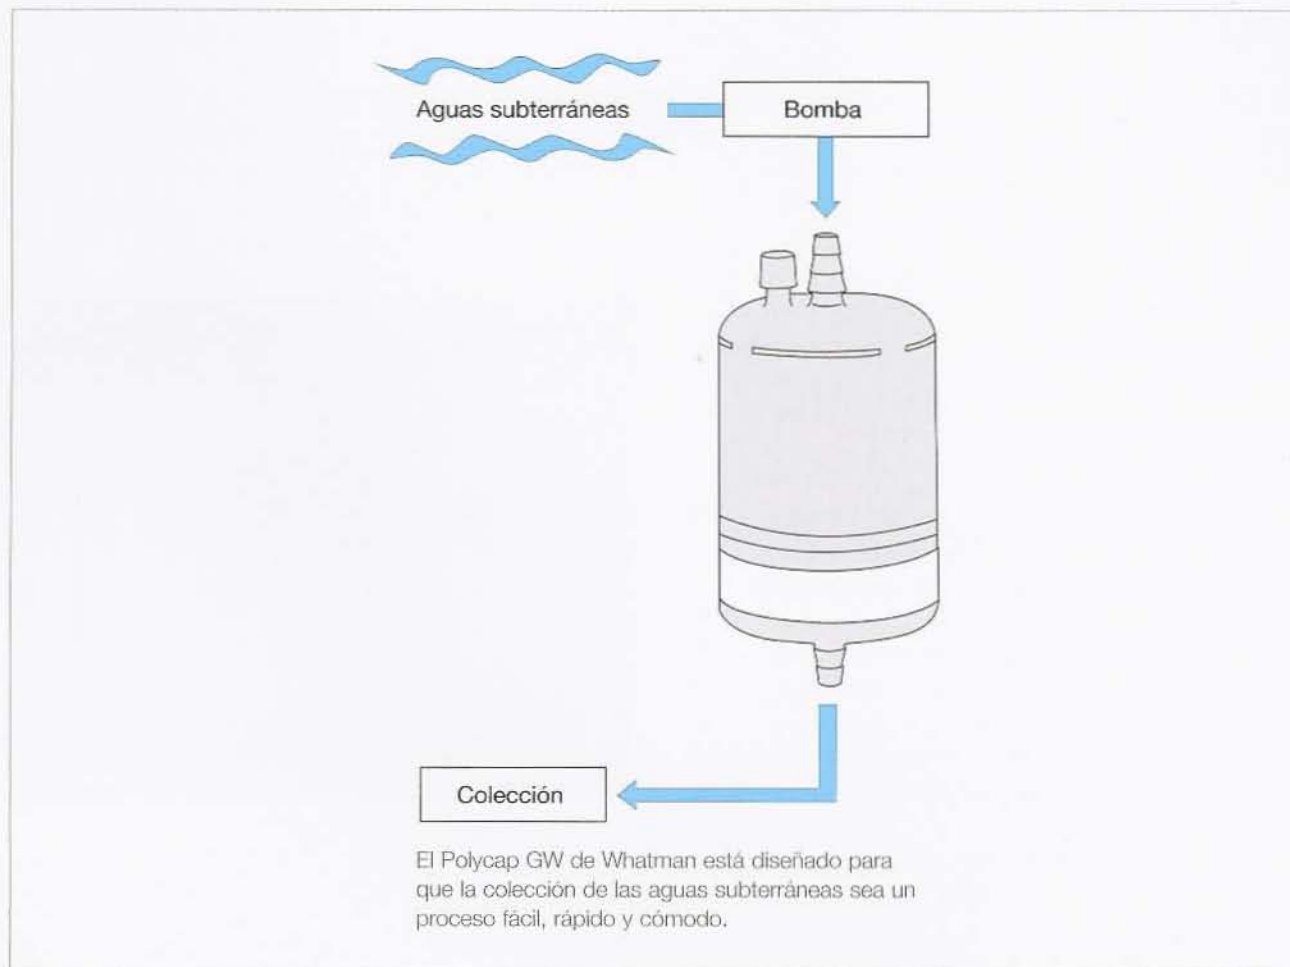 Aguas subterráneas
Bomba
Colección
El Polycap GW de Whatman está diseñado para
que la colección de las aguas subterráneas sea un
proceso fácil, rápido y cómodo.